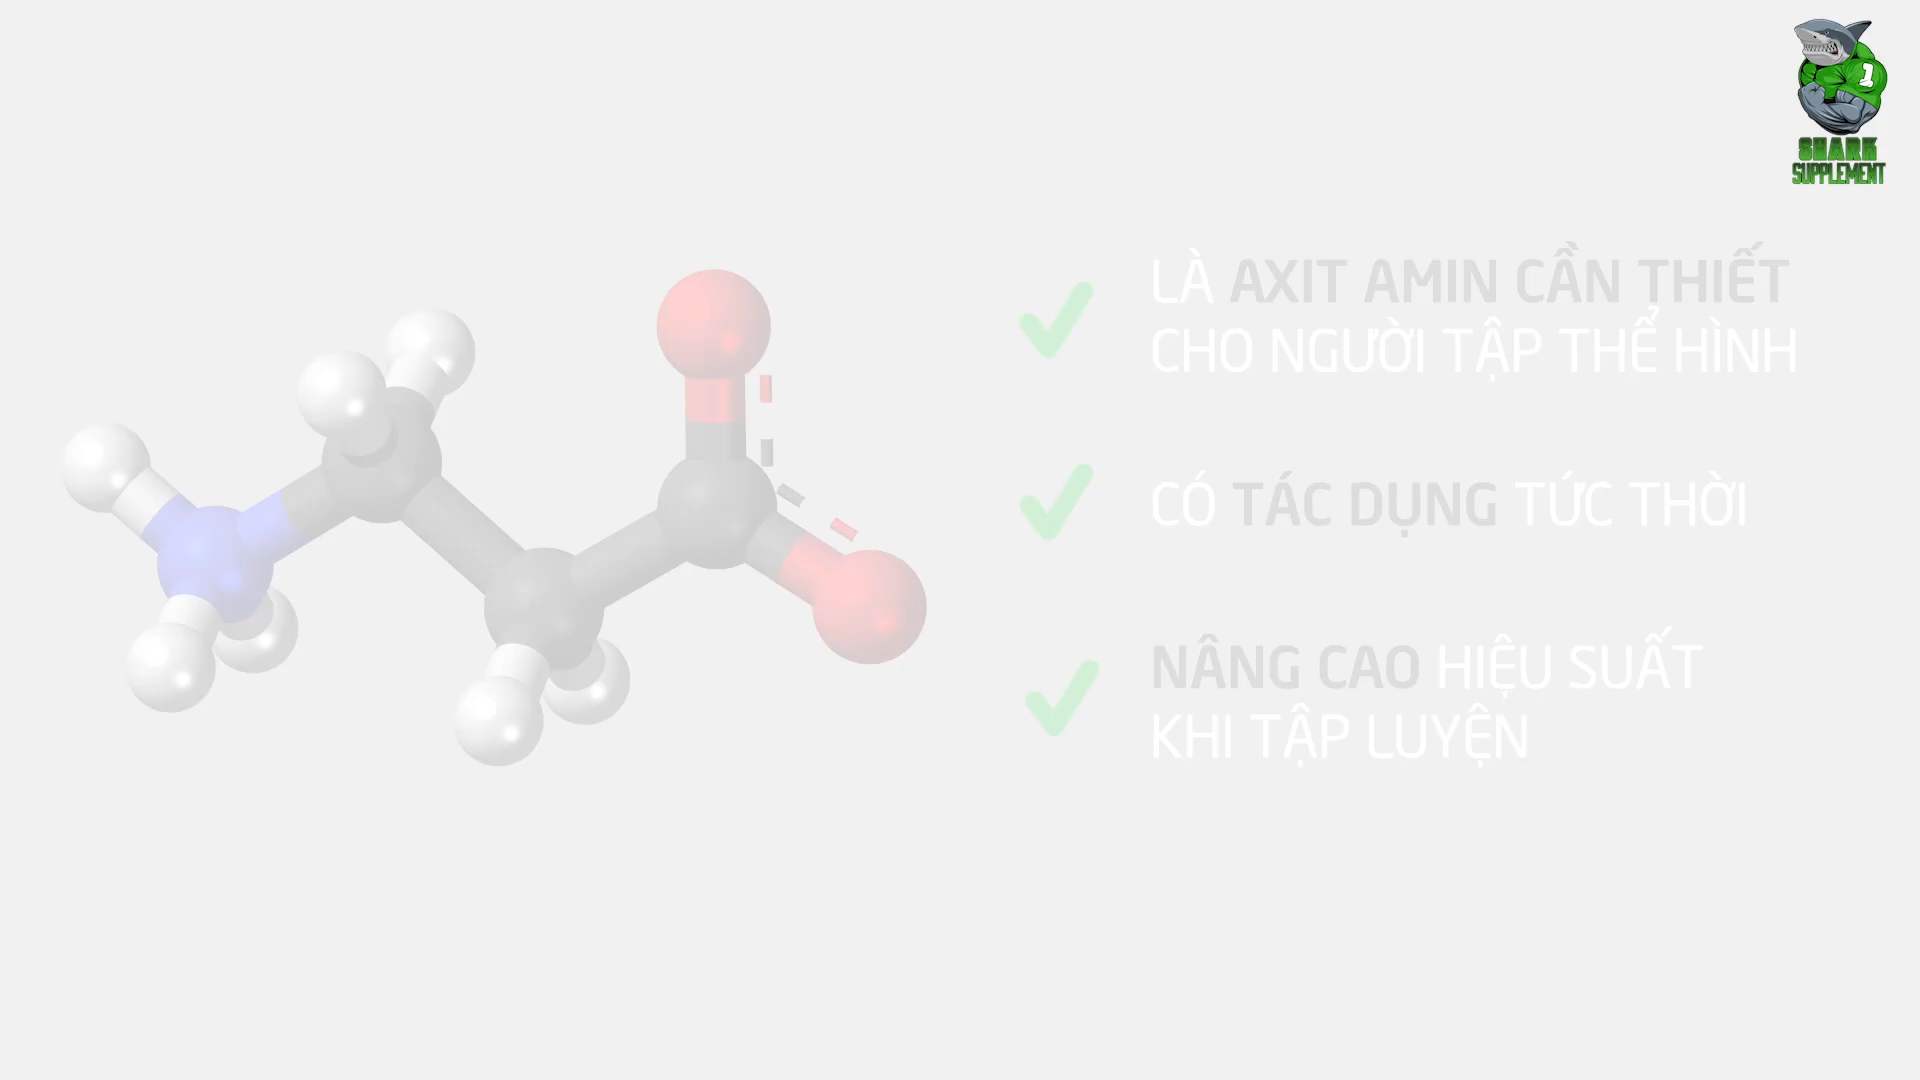 1
SHARK
SUPPLEMENT
LÀ AXIT AMIN CẦN THIẾT
CHO NGƯỜI TẬP THỂ HÌNH
CÓ TÁC DỤNG TỨC THỜI
NÂNG CAO HIỆU SUẤT
KHI TẬP LUYỆN